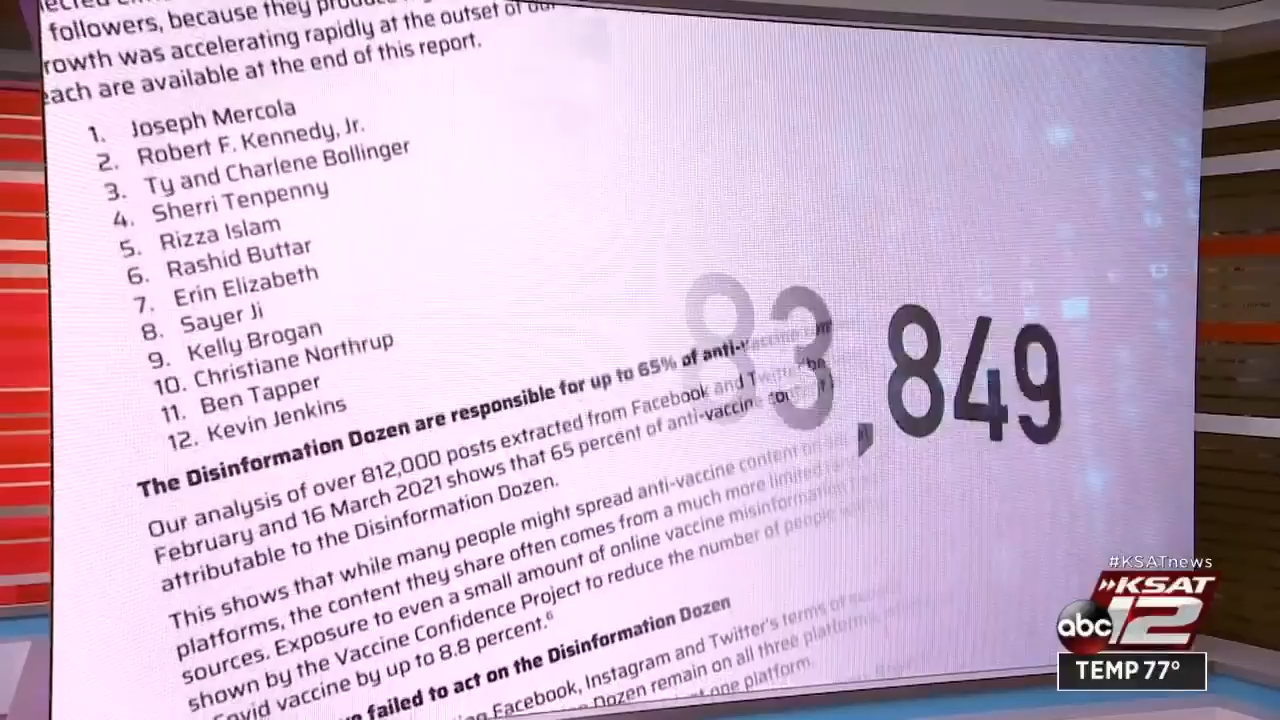 followers, because they
rowth was accelerating rapidly at the outset of our
each are available at the end of this report.
1. Joseph Mercola
2. Robert F. Kennedy, Jr.
3. Ty and Charlene Bollinger
4. Sherri Tenpenny
5. Rizza Islam
6. Rashid Buttar
7. Erin Elizabeth
8. Sayer Ji
9. Kelly Brogan
10. Christiane Northrup
11. Ben Tapper
12. Kevin Jenkins
The Disinformation Dozen are responsible for up to 65% of anti-vaccine
Our analysis of over 812,000 posts extracted from Facebook and Twitter
February and 16 March 2021 shows that 65 percent of anti-vaccine
attributable to the Disinformation Dozen.
This shows that while many people might spread anti-vaccine content on
platforms, the content they share often comes from a much more limited
sources. Exposure to even a small amount of online vaccine misinformation
shown by the Vaccine Confidence Project to reduce the number of people
Covid vaccine by up to 8.8 percent.6
failed to act on the Disinformation Dozen
Facebook, Instagram and Twitter's terms of
Dozen remain on all three platforms
one platform.
83,849
#KSATnews
KSAT
abc 12
TEMP 77°